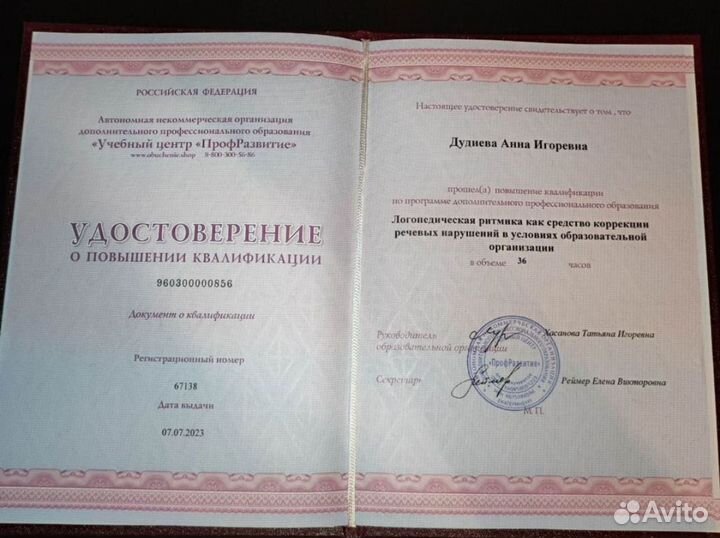 РОССИЙСКАЯ ФЕДЕРАЦИЯ
Автономная некоммерческая организация
дополнительного профессионального образования
«Учебный центр «ПрофРазвитие»
www.obuchenie.shop 8-800-300-56-86
УДОСТОВЕРЕНИЕ
О ПОВЫШЕНИИ КВАЛИФИКАЦИИ
960300000856
Документ о квалификации
Регистрационный номер
67138
Дата выдачи
07.07.2023
Настоящее удостоверение свидетельствует о том , что
Дудиева Анна Игоревна
прошел(а) повышение квалификации
по программе дополнительного профессионального образования
Логопедическая ритмика как средство коррекции
речевых нарушений в условиях образовательной
организации
в объеме 36 часов
Руководитель Хасанова Татьяна Игоревна
образовательной организации
«ПрофРазвитие»
Секретарь Реймер Елена Викторовна
М.П.
Avito